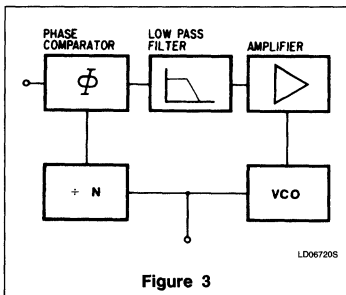 PHASE
COMPARATOR
LOW PASS
FILTER
AMPLIFIER
Φ
÷ N
VCO
LD06720S
Figure 3